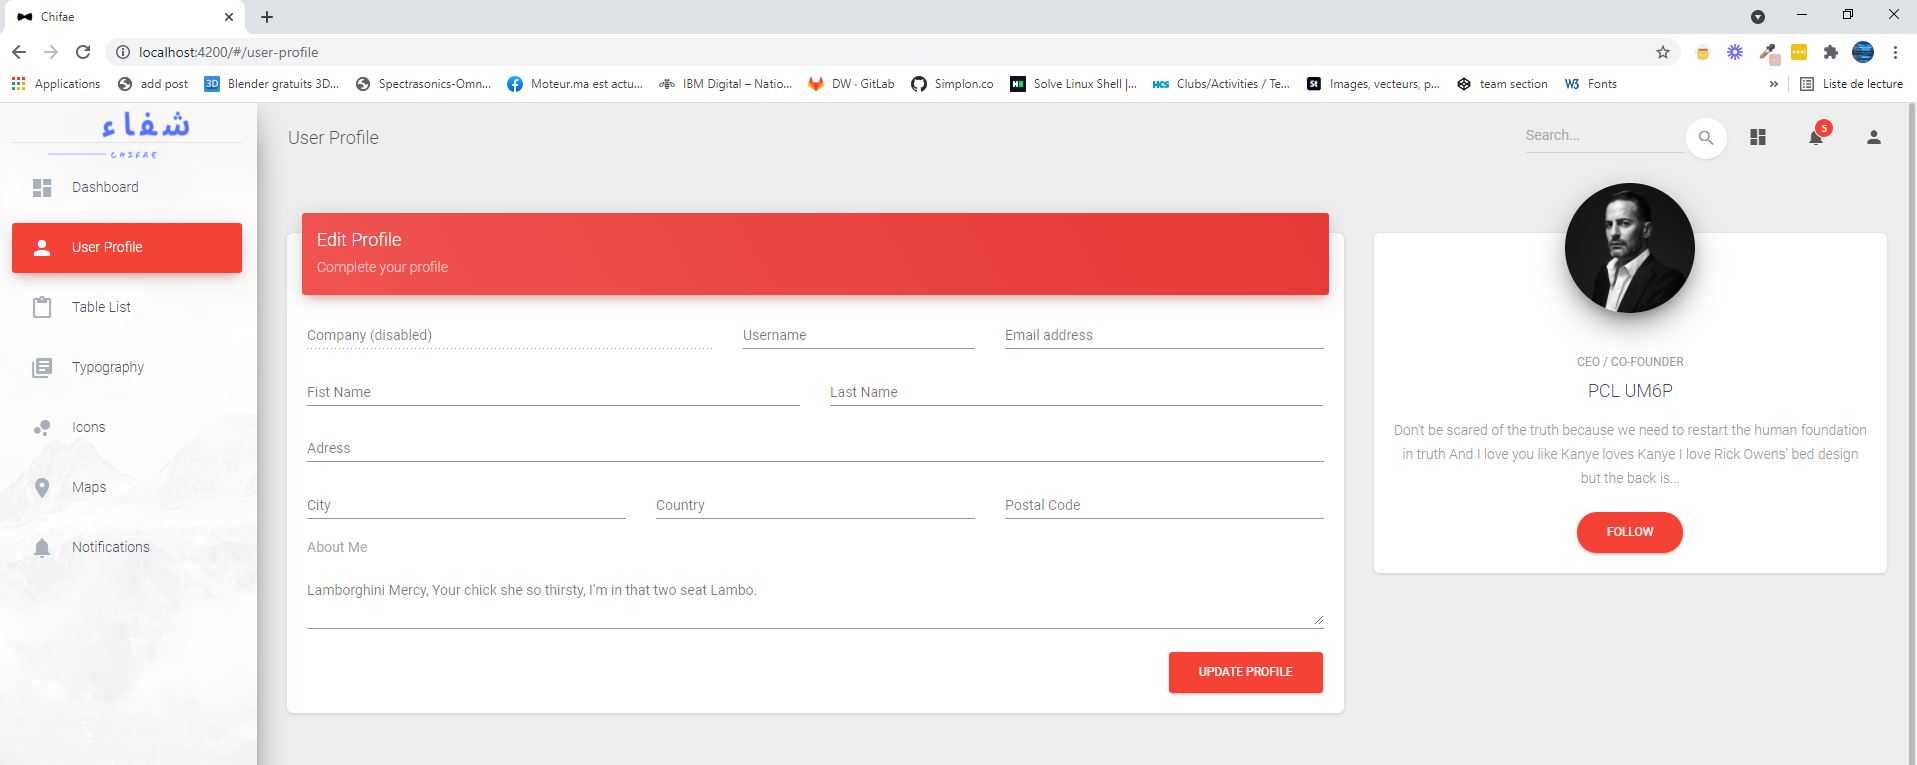 Chifae
localhost:4200/#/user-profile
Applications
add post
Blender gratuits 3D...
Spectrasonics-Omn...
Moteur.ma est actu...
IBM Digital – Natio...
DW · GitLab
Simplon.co
Solve Linux Shell |...
HCS Clubs/Activities / Te...
St Images, vecteurs, p...
team section
W3 Fonts
»
Liste de lecture
شفاء
CHIFAE
Dashboard
User Profile
Table List
Typography
Icons
Maps
Notifications
User Profile
Search...
5
Edit Profile
Complete your profile
Company (disabled)
Username
Email address
Fist Name
Last Name
Adress
City
Country
Postal Code
About Me
Lamborghini Mercy, Your chick she so thirsty, I'm in that two seat Lambo.
UPDATE PROFILE
CEO / CO-FOUNDER
PCL UM6P
Don't be scared of the truth because we need to restart the human foundation
in truth And I love you like Kanye loves Kanye I love Rick Owens' bed design
but the back is...
FOLLOW